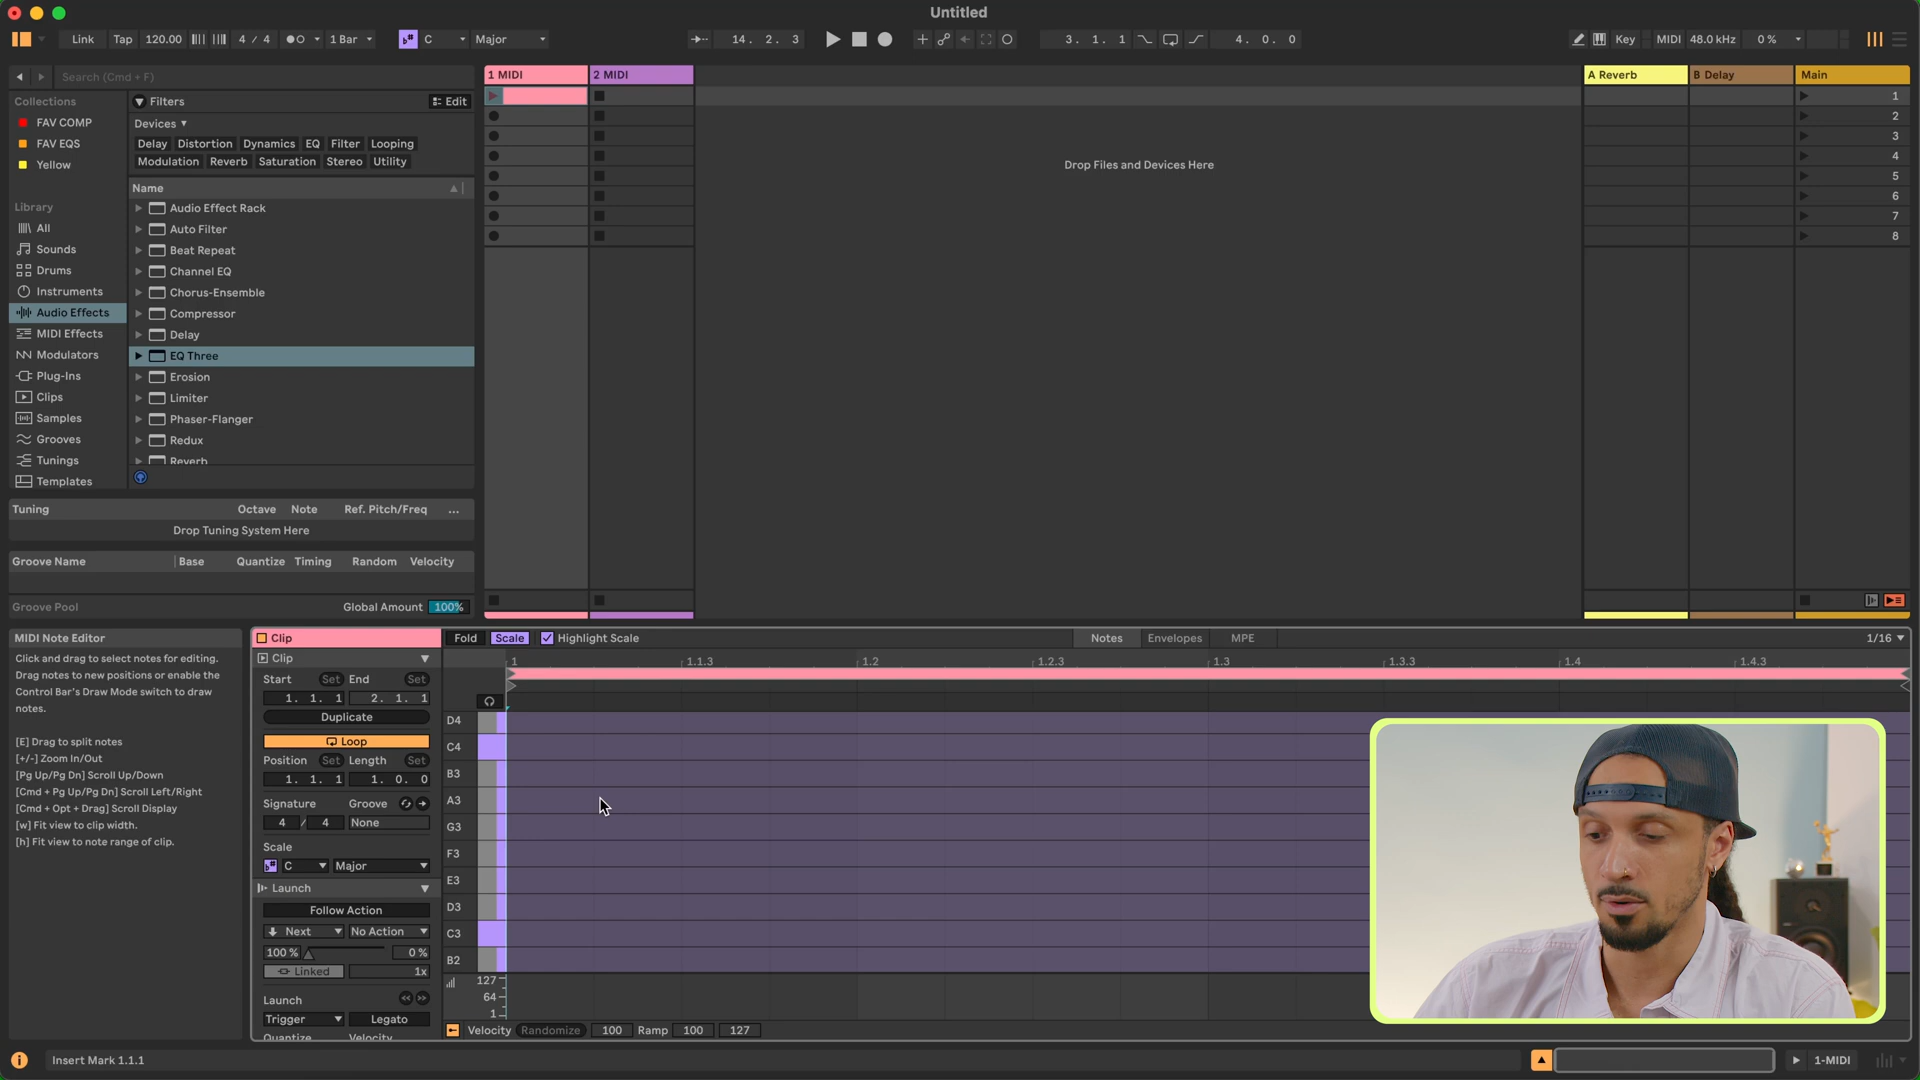 Untitled
Link Tap 120.00 4 / 4 1 Bar C Major 14. 2. 3 3. 1. 1 4. 0. 0 Key MIDI 48.0 kHz 0 %
Search (Cmd + F)
Collections
FAV COMP
FAV EQS
Yellow
Library
All
Sounds
Drums
Instruments
Audio Effects
MIDI Effects
Modulators
Plug-Ins
Clips
Samples
Grooves
Tunings
Templates
Filters Edit
Devices
Delay Distortion Dynamics EQ Filter Looping
Modulation Reverb Saturation Stereo Utility
Name
Audio Effect Rack
Auto Filter
Beat Repeat
Channel EQ
Chorus-Ensemble
Compressor
Delay
EQ Three
Erosion
Limiter
Phaser-Flanger
Redux
Reverb
Tuning Octave Note Ref. Pitch/Freq ...
Drop Tuning System Here
Groove Name Base Quantize Timing Random Velocity
Groove Pool Global Amount 100%
1 MIDI 2 MIDI
Drop Files and Devices Here
A Reverb B Delay Main
1
2
3
4
5
6
7
8
MIDI Note Editor
Click and drag to select notes for editing.
Drag notes to new positions or enable the
Control Bar's Draw Mode switch to draw
notes.
[E] Drag to split notes
[+/-] Zoom In/Out
[Pg Up/Pg Dn] Scroll Up/Down
[Cmd + Pg Up/Pg Dn] Scroll Left/Right
[Cmd + Opt + Drag] Scroll Display
[w] Fit view to clip width.
[h] Fit view to note range of clip.
Clip
Clip
Start Set End Set
1. 1. 1 2. 1. 1
Duplicate
Loop
Position Set Length Set
1. 1. 1 1. 0. 0
Signature Groove
4 / 4 None
Scale
C Major
Launch
Follow Action
Next No Action
100 % 0 %
Linked 1x
Launch
Trigger Legato
Quantize Velocity
Fold Scale Highlight Scale Notes Envelopes MPE 1/16
1 1.1.3 1.2 1.2.3 1.3 1.3.3 1.4 1.4.3
D4
C4
B3
A3
G3
F3
E3
D3
C3
B2
127
64
1
Velocity Randomize 100 Ramp 100 127
Insert Mark 1.1.1 1-MIDI